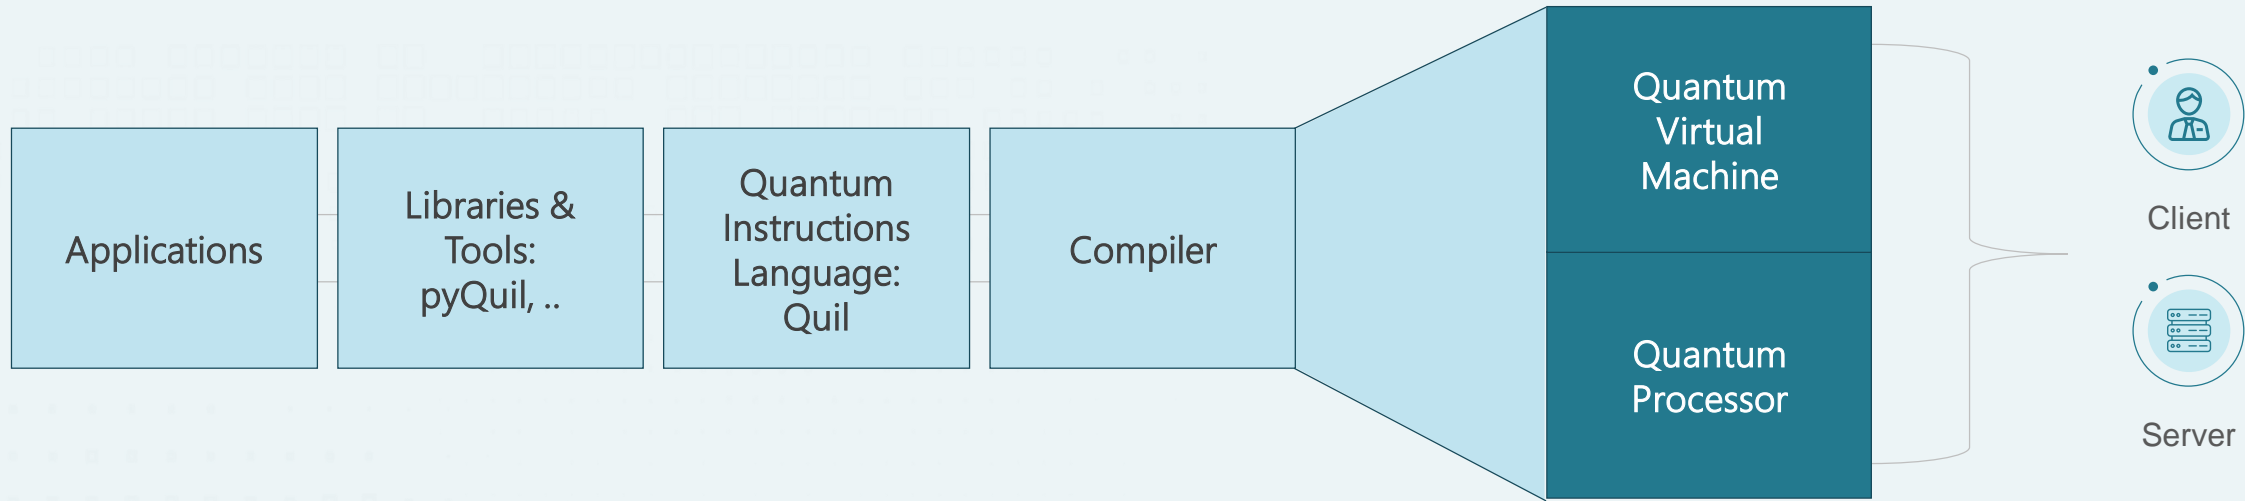 Applications
Libraries &
Tools:
pyQuil, ..
Quantum
Instructions
Language:
Quil
Compiler
Quantum
Virtual
Machine
Quantum
Processor
Client
Server